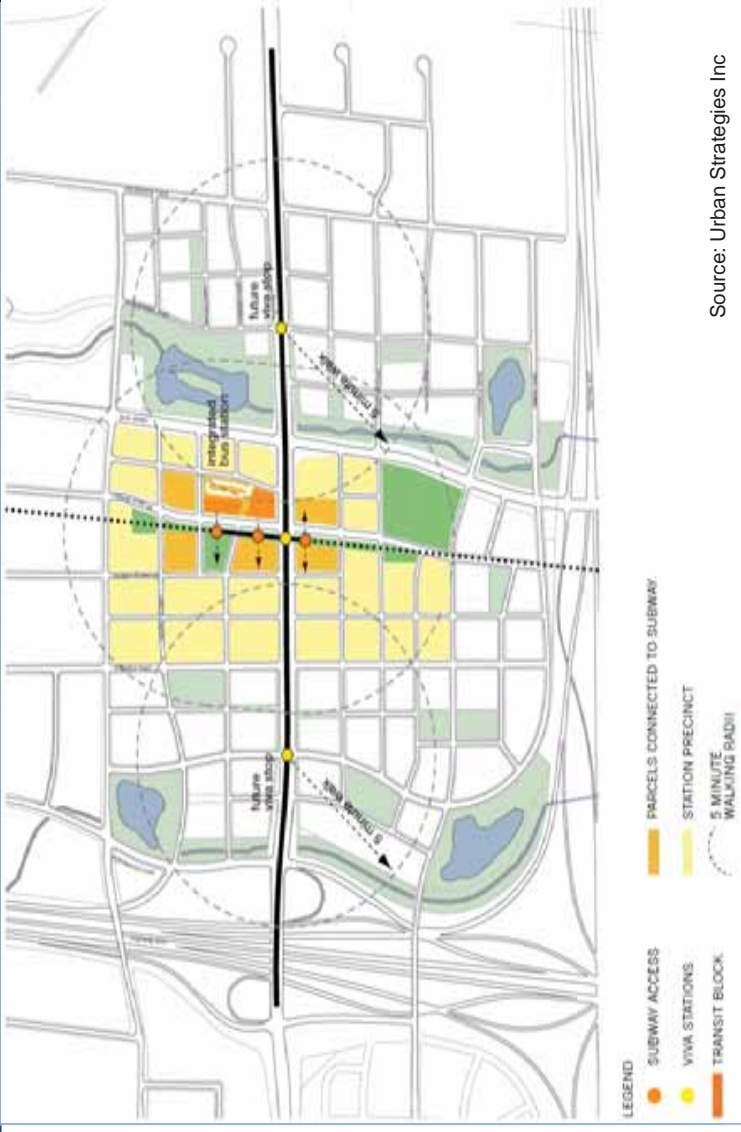 future
viva stop
5 minute walk
integrated
bus station
future
viva stop
5 minute walk
LEGEND
SUBWAY ACCESS
VIVA STATIONS
TRANSIT BLOCK
PARCELS CONNECTED TO SUBWAY
STATION PRECINCT
5 MINUTE
WALKING RADII
Source: Urban Strategies Inc